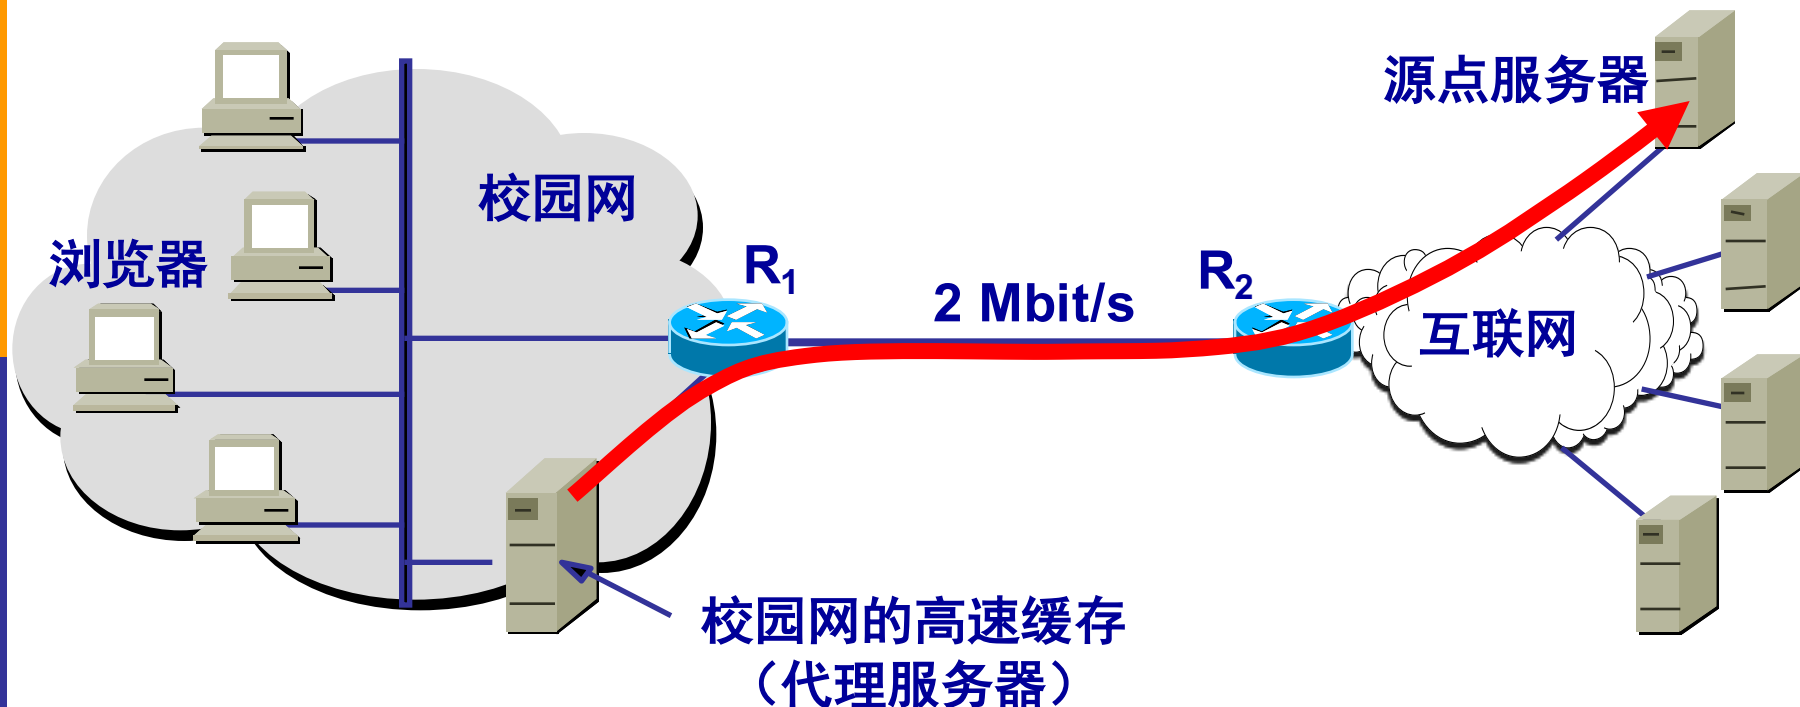 源点服务器
校园网
浏览器
R1
2 Mbit/s
R2
互联网
校园网的高速缓存
（代理服务器）